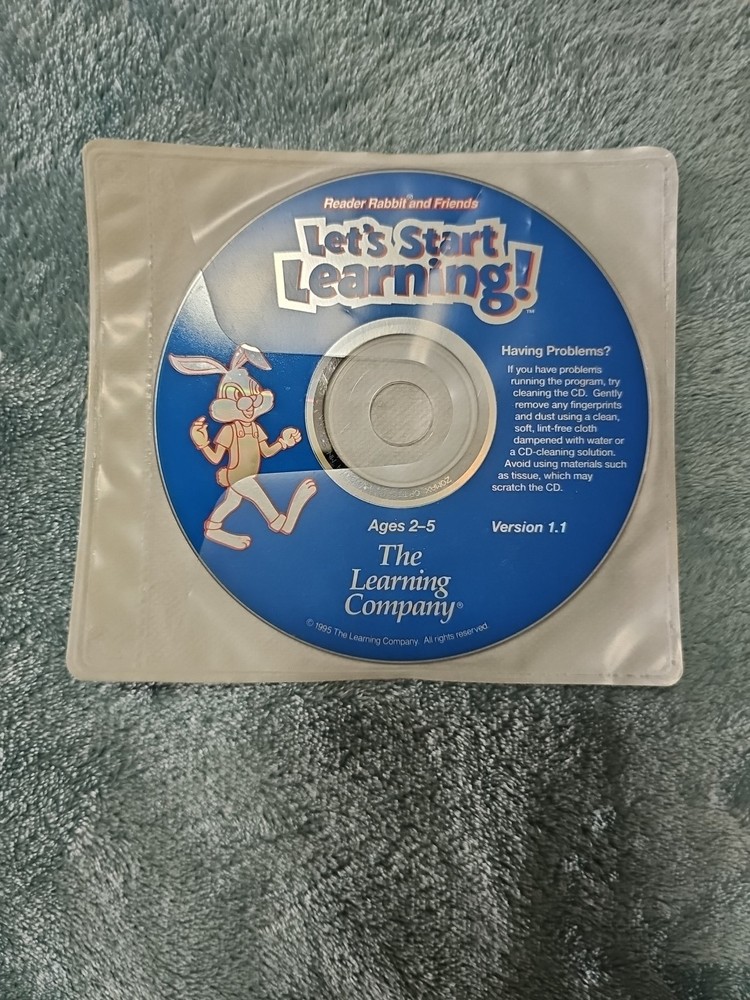 Reader Rabbit® and Friends
Let's Start
Learning!™
Having Problems?
If you have problems
running the program, try
cleaning the CD. Gently
remove any fingerprints
and dust using a clean,
soft, lint-free cloth
dampened with water or
a CD-cleaning solution.
Avoid using materials such
as tissue, which may
scratch the CD.
Ages 2–5
Version 1.1
The
Learning
Company®
© 1995 The Learning Company. All rights reserved.